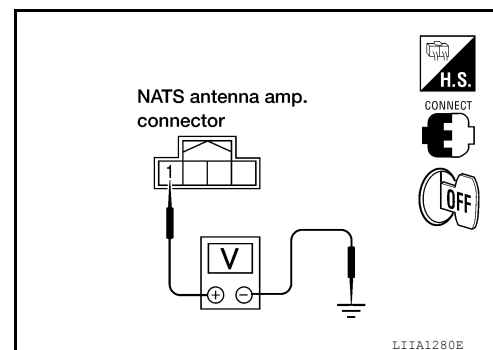 H.S.
NATS antenna amp.
connector
CONNECT
1
OFF
V
+ −
LIIA1280E